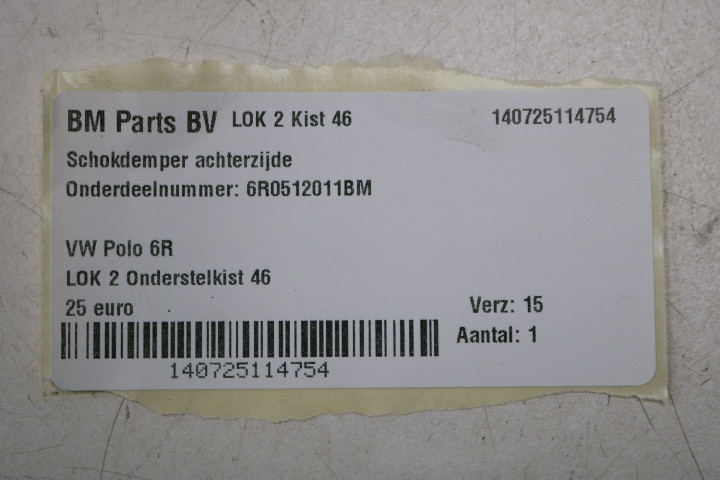 BM Parts BV LOK 2 Kist 46 140725114754
Schokdemper achterzijde
Onderdeelnummer: 6R0512011BM
VW Polo 6R
LOK 2 Onderstelkist 46
25 euro Verz: 15
Aantal: 1
140725114754